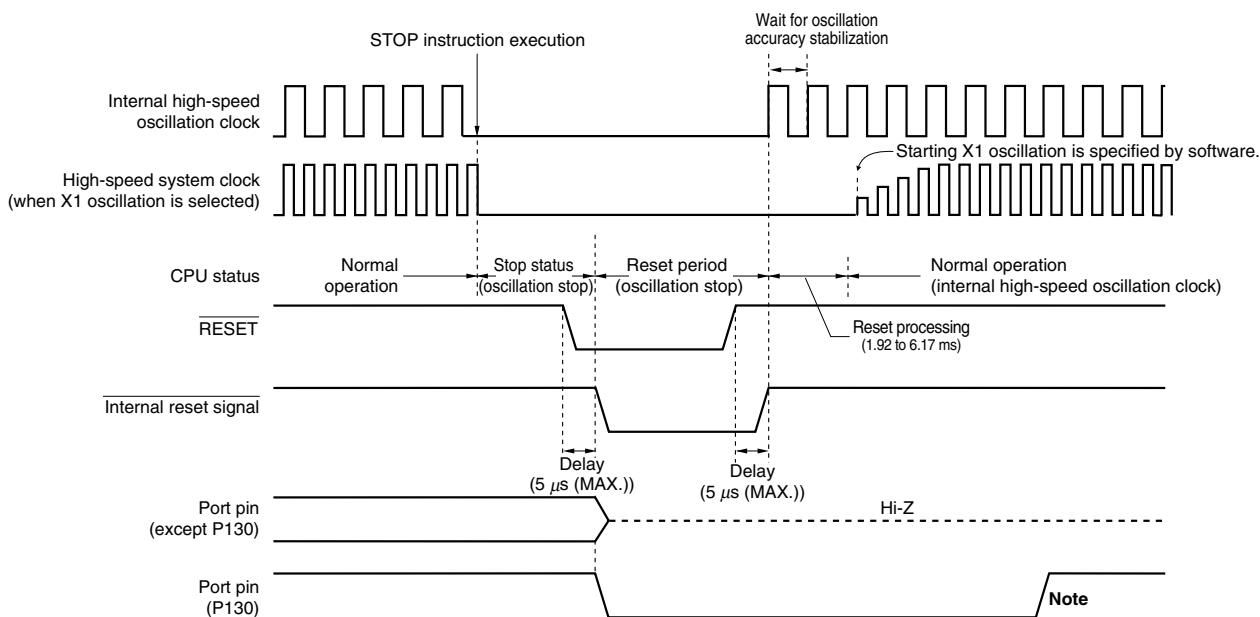 Wait for oscillation
accuracy stabilization
STOP instruction execution
Internal high-speed
oscillation clock
Starting X1 oscillation is specified by software.
High-speed system clock
(when X1 oscillation is selected)
CPU status
Normal
operation
Stop status
(oscillation stop)
Reset period
(oscillation stop)
Normal operation
(internal high-speed oscillation clock)
RESET
Reset processing
(1.92 to 6.17 ms)
Internal reset signal
Delay
(5 μs (MAX.))
Delay
(5 μs (MAX.))
Port pin
(except P130)
Hi-Z
Port pin
(P130)
Note